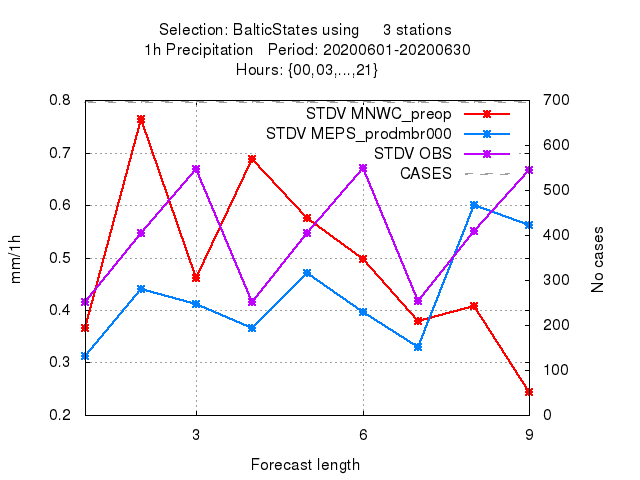 Selection: BalticStates using     3 stations
1h Precipitation   Period: 20200601-20200630
Hours: {00,03,...,21}
STDV MNWC_preop
STDV MEPS_prodmbr000
STDV OBS
CASES
mm/1h
0.8
0.7
0.6
0.5
0.4
0.3
0.2
No cases
700
600
500
400
300
200
100
0
3 6 9
Forecast length